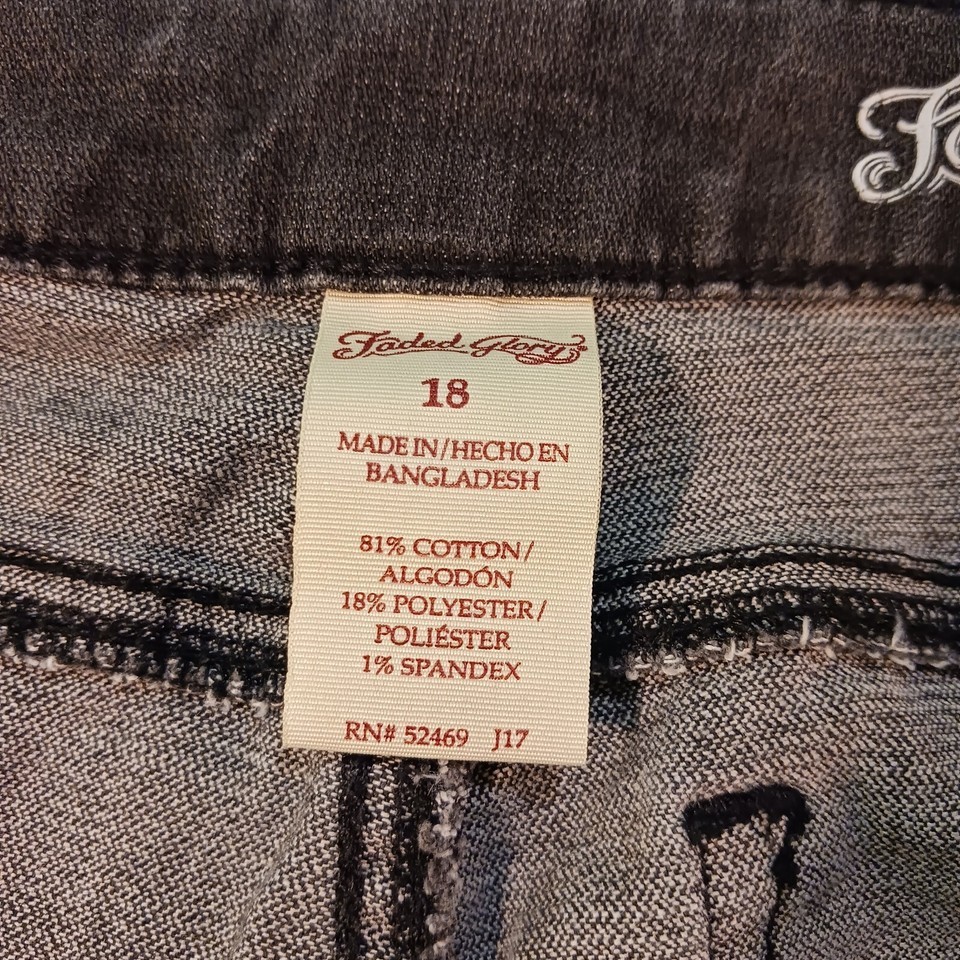 Faded Glory
18
MADE IN/HECHO EN
BANGLADESH
81% COTTON/
ALGODÓN
18% POLYESTER/
POLIÉSTER
1% SPANDEX
RN# 52469 J17